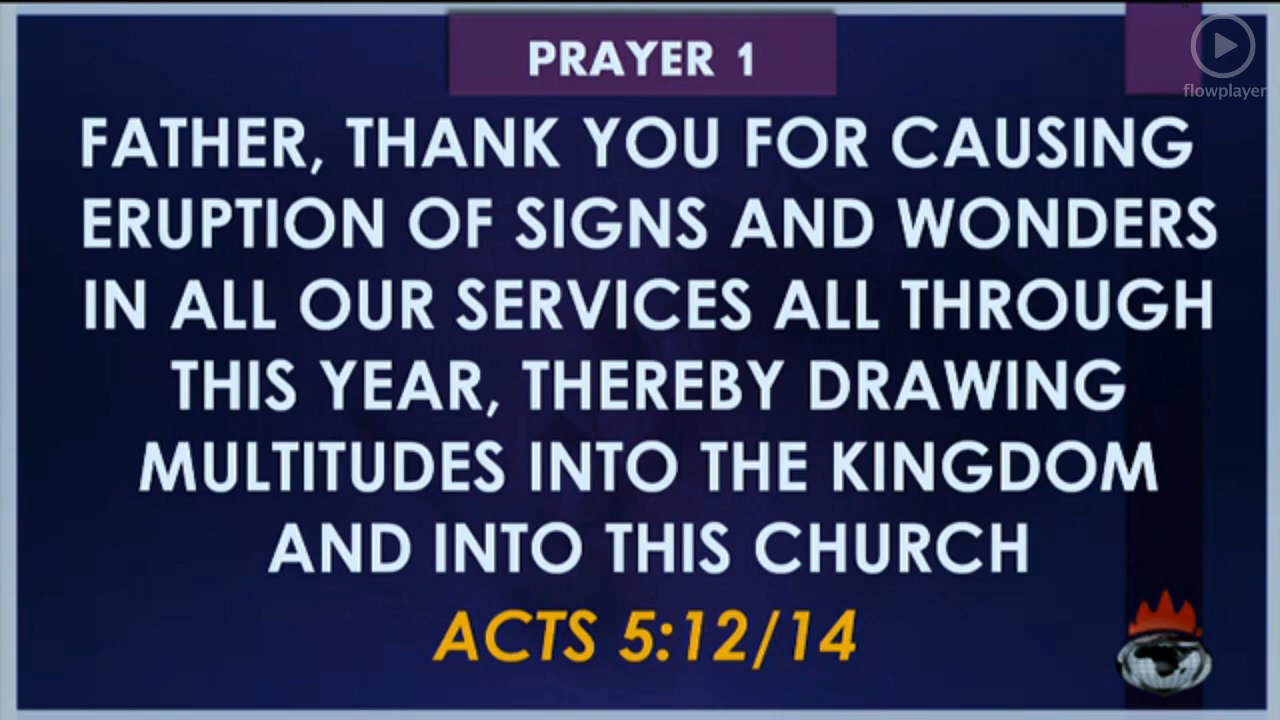 PRAYER 1
flowplayer
FATHER, THANK YOU FOR CAUSING
ERUPTION OF SIGNS AND WONDERS
IN ALL OUR SERVICES ALL THROUGH
THIS YEAR, THEREBY DRAWING
MULTITUDES INTO THE KINGDOM
AND INTO THIS CHURCH
ACTS 5:12/14